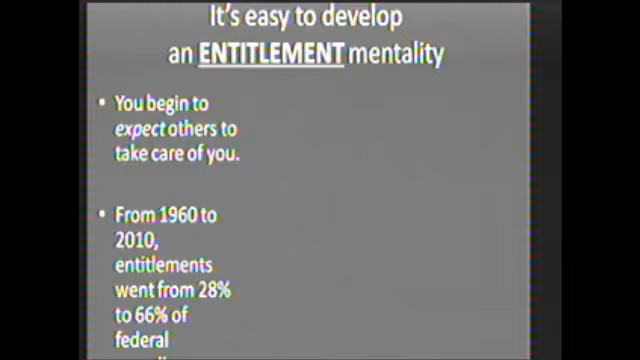 It's easy to develop
an ENTITLEMENT mentality
• You begin to
expect others to
take care of you.
• From 1960 to
2010,
entitlements
went from 28%
to 66% of
federal